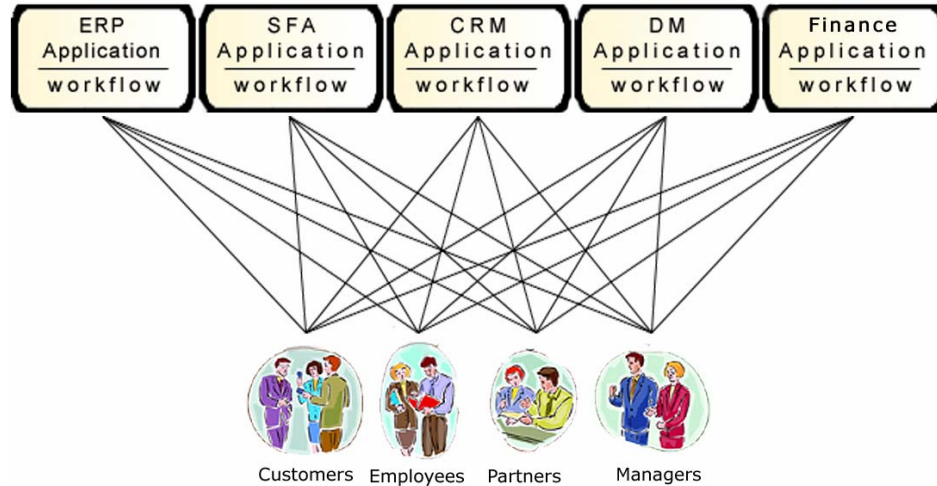 ERP
Application
workflow
SFA
Application
workflow
CRM
Application
workflow
DM
Application
workflow
Finance
Application
workflow
Customers
Employees
Partners
Managers